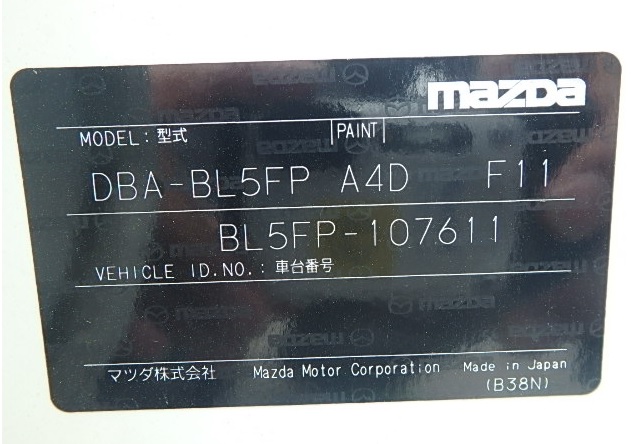 mazda
MODEL: 型式 PAINT
DBA-BL5FP A4D F11
BL5FP-107611
VEHICLE ID.NO.: 車台番号
マツダ株式会社 Mazda Motor Corporation Made in Japan
(B38N)